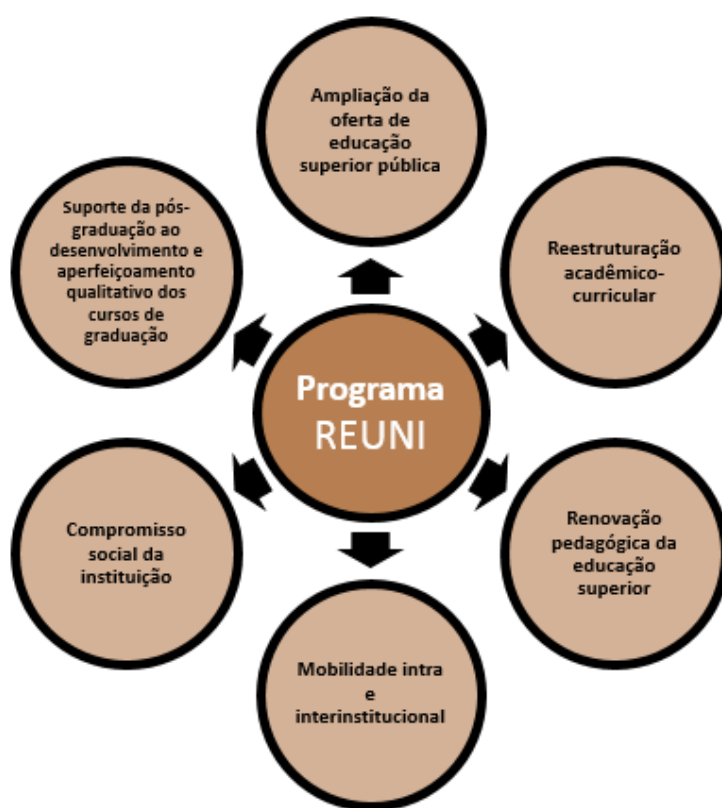 Ampliação da
oferta de
educação
superior pública
Suporte da pós-
graduação ao
desenvolvimento e
aperfeiçoamento
qualitativo dos
cursos de
graduação
Reestruturação
acadêmico-
curricular
Programa
REUNI
Compromisso
social da
instituição
Renovação
pedagógica da
educação
superior
Mobilidade intra
e
interinstitucional